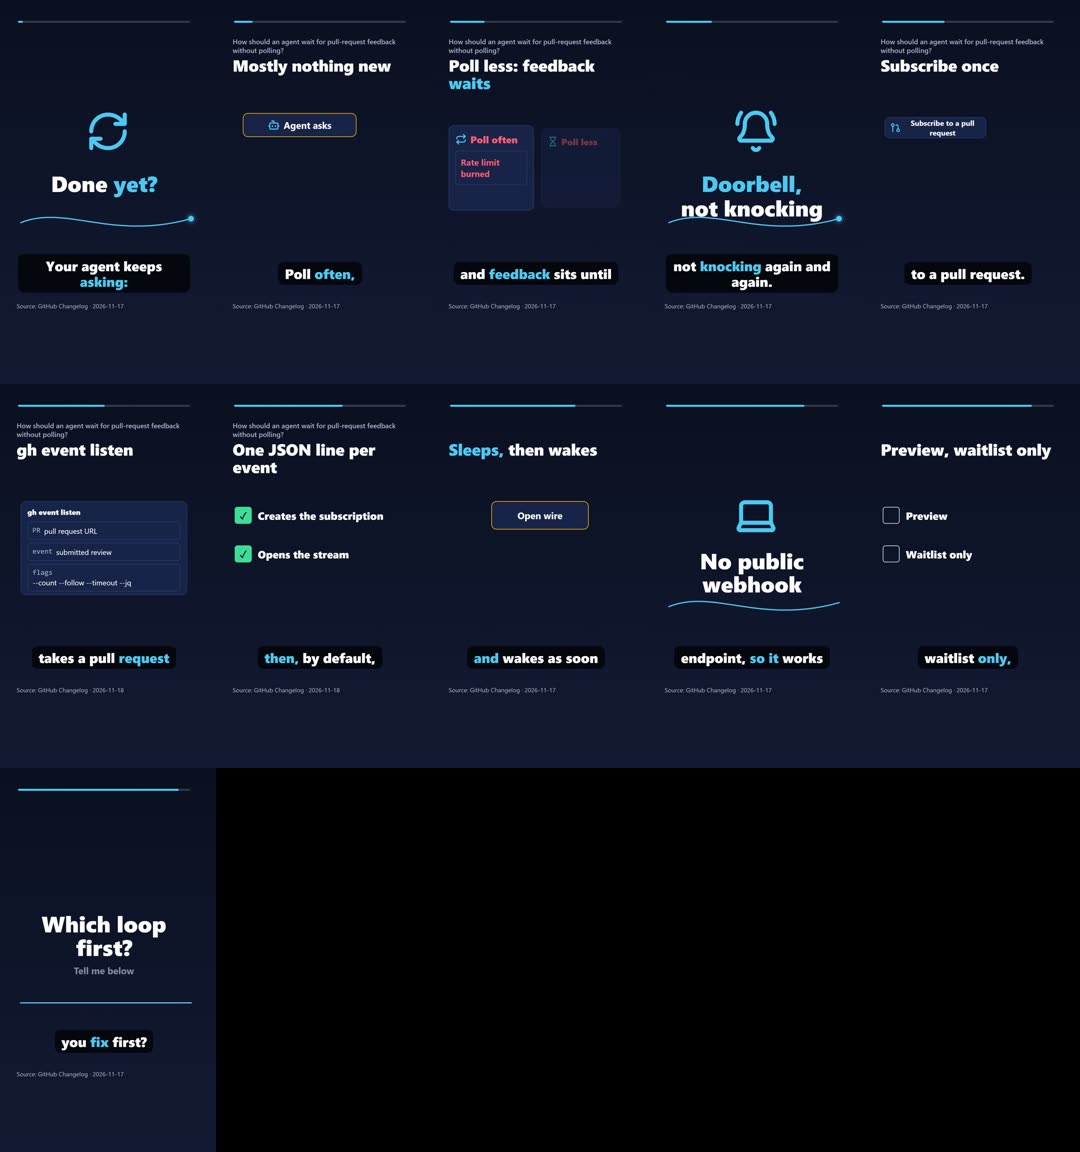 Done yet?
Your agent keeps
asking:
Source: GitHub Changelog · 2026-11-17
How should an agent wait for pull-request feedback
without polling?
Mostly nothing new
Agent asks
Poll often,
Source: GitHub Changelog · 2026-11-17
How should an agent wait for pull-request feedback
without polling?
Poll less: feedback
waits
Poll often
Rate limit
burned
Poll less
and feedback sits until
Source: GitHub Changelog · 2026-11-17
Doorbell,
not knocking
not knocking again and
again.
Source: GitHub Changelog · 2026-11-17
How should an agent wait for pull-request feedback
without polling?
Subscribe once
Subscribe to a pull
request
to a pull request.
Source: GitHub Changelog · 2026-11-17
How should an agent wait for pull-request feedback
without polling?
gh event listen
gh event listen
PR pull request URL
event submitted review
flags
--count --follow --timeout --jq
takes a pull request
Source: GitHub Changelog · 2026-11-18
How should an agent wait for pull-request feedback
without polling?
One JSON line per
event
✓ Creates the subscription
✓ Opens the stream
then, by default,
Source: GitHub Changelog · 2026-11-18
Sleeps, then wakes
Open wire
and wakes as soon
Source: GitHub Changelog · 2026-11-17
No public
webhook
endpoint, so it works
Source: GitHub Changelog · 2026-11-17
Preview, waitlist only
Preview
Waitlist only
waitlist only,
Source: GitHub Changelog · 2026-11-17
Which loop
first?
Tell me below
you fix first?
Source: GitHub Changelog · 2026-11-17